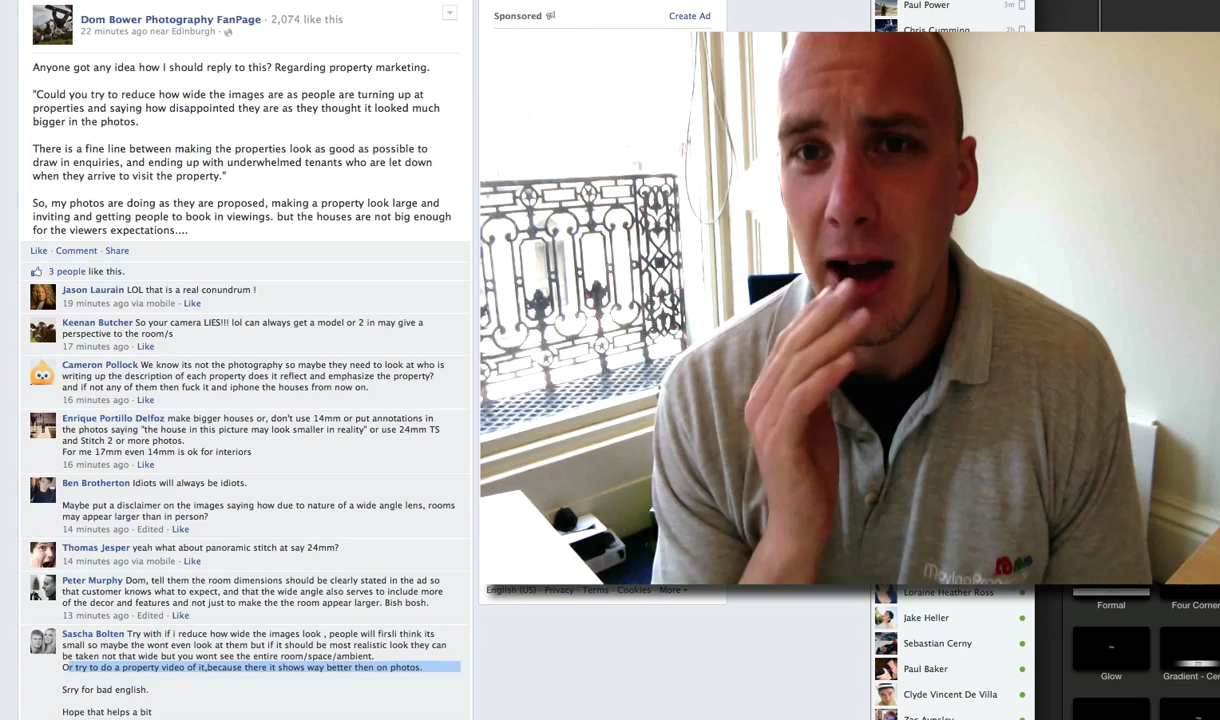 Dom Bower Photography FanPage · 2,074 like this
22 minutes ago near Edinburgh ·
Anyone got any idea how I should reply to this? Regarding property marketing.
"Could you try to reduce how wide the images are as people are turning up at
properties and saying how disappointed they are as they thought it looked much
bigger in the photos.
There is a fine line between making the properties look as good as possible to
draw in enquiries, and ending up with underwhelmed tenants who are let down
when they arrive to visit the property."
So, my photos are doing as they are proposed, making a property look large and
inviting and getting people to book in viewings. but the houses are not big enough
for the viewers expectations....
Like · Comment · Share
3 people like this.
Jason Laurain LOL that is a real conundrum !
19 minutes ago via mobile · Like
Keenan Butcher So your camera LIES!!! lol can always get a model or 2 in may give a
perspective to the room/s
17 minutes ago · Like
Cameron Pollock We know its not the photography so maybe they need to look at who is
writing up the description of each property does it reflect and emphasize the property?
and if not any of them then fuck it and iphone the houses from now on.
16 minutes ago · Like
Enrique Portillo Delfoz make bigger houses or, don't use 14mm or put annotations in
the photos saying "the house in this picture may look smaller in reality" or use 24mm TS
and Stitch 2 or more photos.
For me 17mm even 14mm is ok for interiors
16 minutes ago · Like
Ben Brotherton Idiots will always be idiots.
Maybe put a disclaimer on the images saying how due to nature of a wide angle lens, rooms
may appear larger than in person?
14 minutes ago · Edited · Like
Thomas Jesper yeah what about panoramic stitch at say 24mm?
14 minutes ago via mobile · Like
Peter Murphy Dom, tell them the room dimensions should be clearly stated in the ad so
that customer knows what to expect, and that the wide angle also serves to include more
of the decor and features and not just to make the the room appear larger. Bish bosh.
13 minutes ago · Edited · Like
Sascha Bolten Try with if i reduce how wide the images look , people will firsli think its
small so maybe the wont even look at them but if it should be most realistic look they can
be taken not that wide but you wont see the entire room/space/ambient.
Or try to do a property video of it,because there it shows way better then on photos.
Srry for bad english.
Hope that helps a bit
Sponsored
Create Ad
English (US) · Privacy · Terms · Cookies · More
Paul Power 3m
Chris Cumming 7h
Loraine Heather Ross
Jake Heller
Sebastian Cerny
Paul Baker
Clyde Vincent De Villa
Zac Aynsley
Formal
Four Corner
Glow
Gradient - Cen